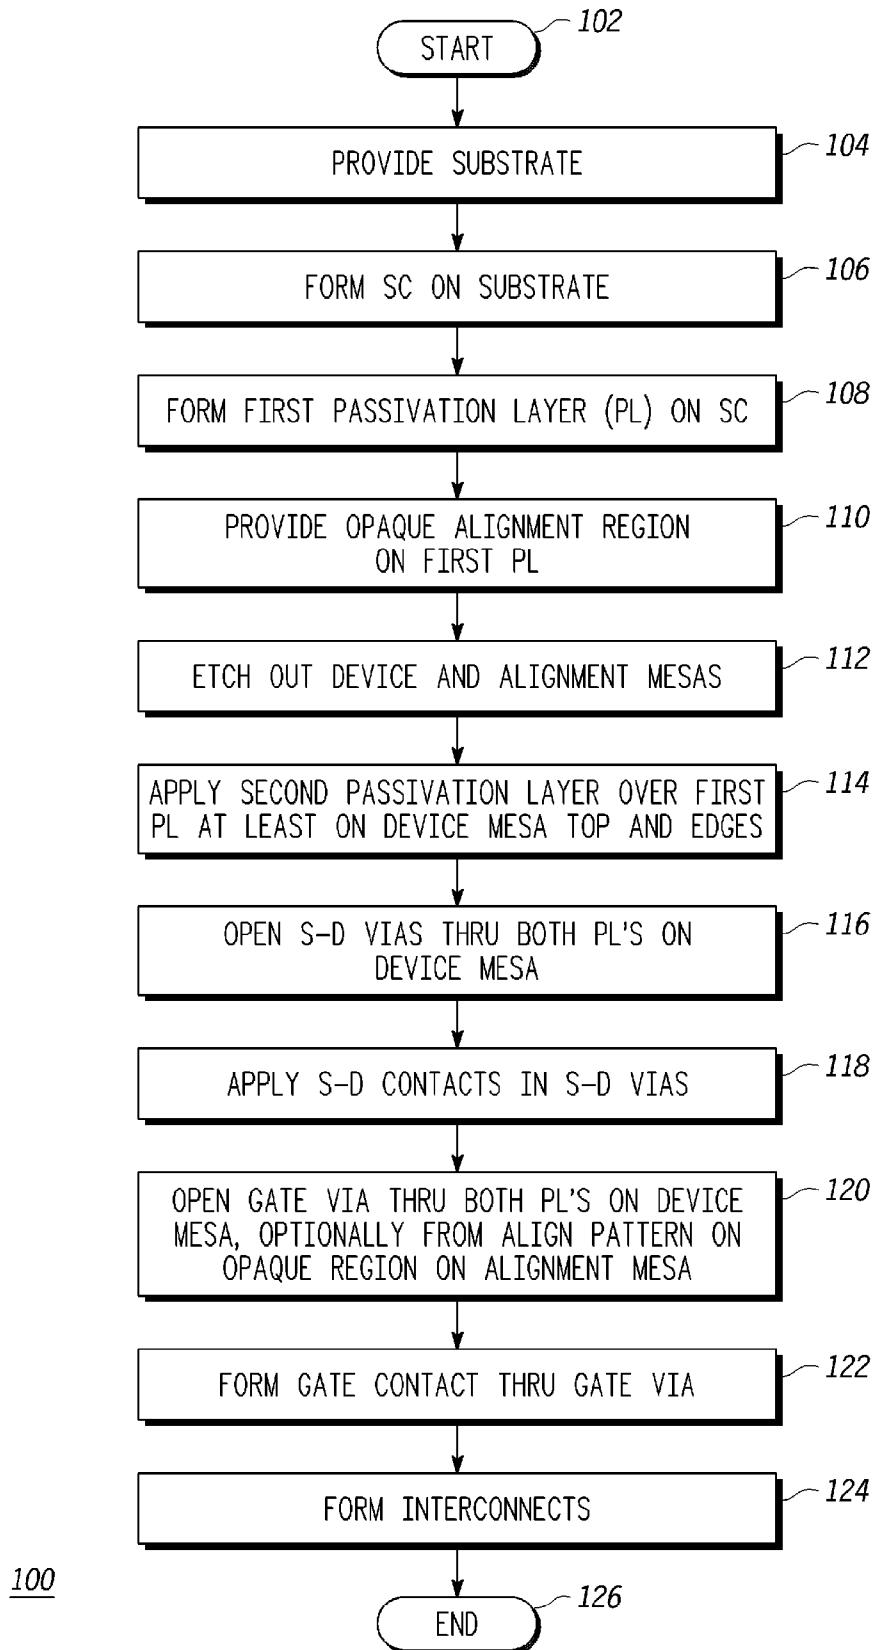 102
START
PROVIDE SUBSTRATE
104
FORM SC ON SUBSTRATE
106
FORM FIRST PASSIVATION LAYER (PL) ON SC
108
PROVIDE OPAQUE ALIGNMENT REGION
ON FIRST PL
110
ETCH OUT DEVICE AND ALIGNMENT MESAS
112
APPLY SECOND PASSIVATION LAYER OVER FIRST
PL AT LEAST ON DEVICE MESA TOP AND EDGES
114
OPEN S-D VIAS THRU BOTH PL'S ON
DEVICE MESA
116
APPLY S-D CONTACTS IN S-D VIAS
118
OPEN GATE VIA THRU BOTH PL'S ON DEVICE
MESA, OPTIONALLY FROM ALIGN PATTERN ON
OPAQUE REGION ON ALIGNMENT MESA
120
FORM GATE CONTACT THRU GATE VIA
122
FORM INTERCONNECTS
124
100
126
END